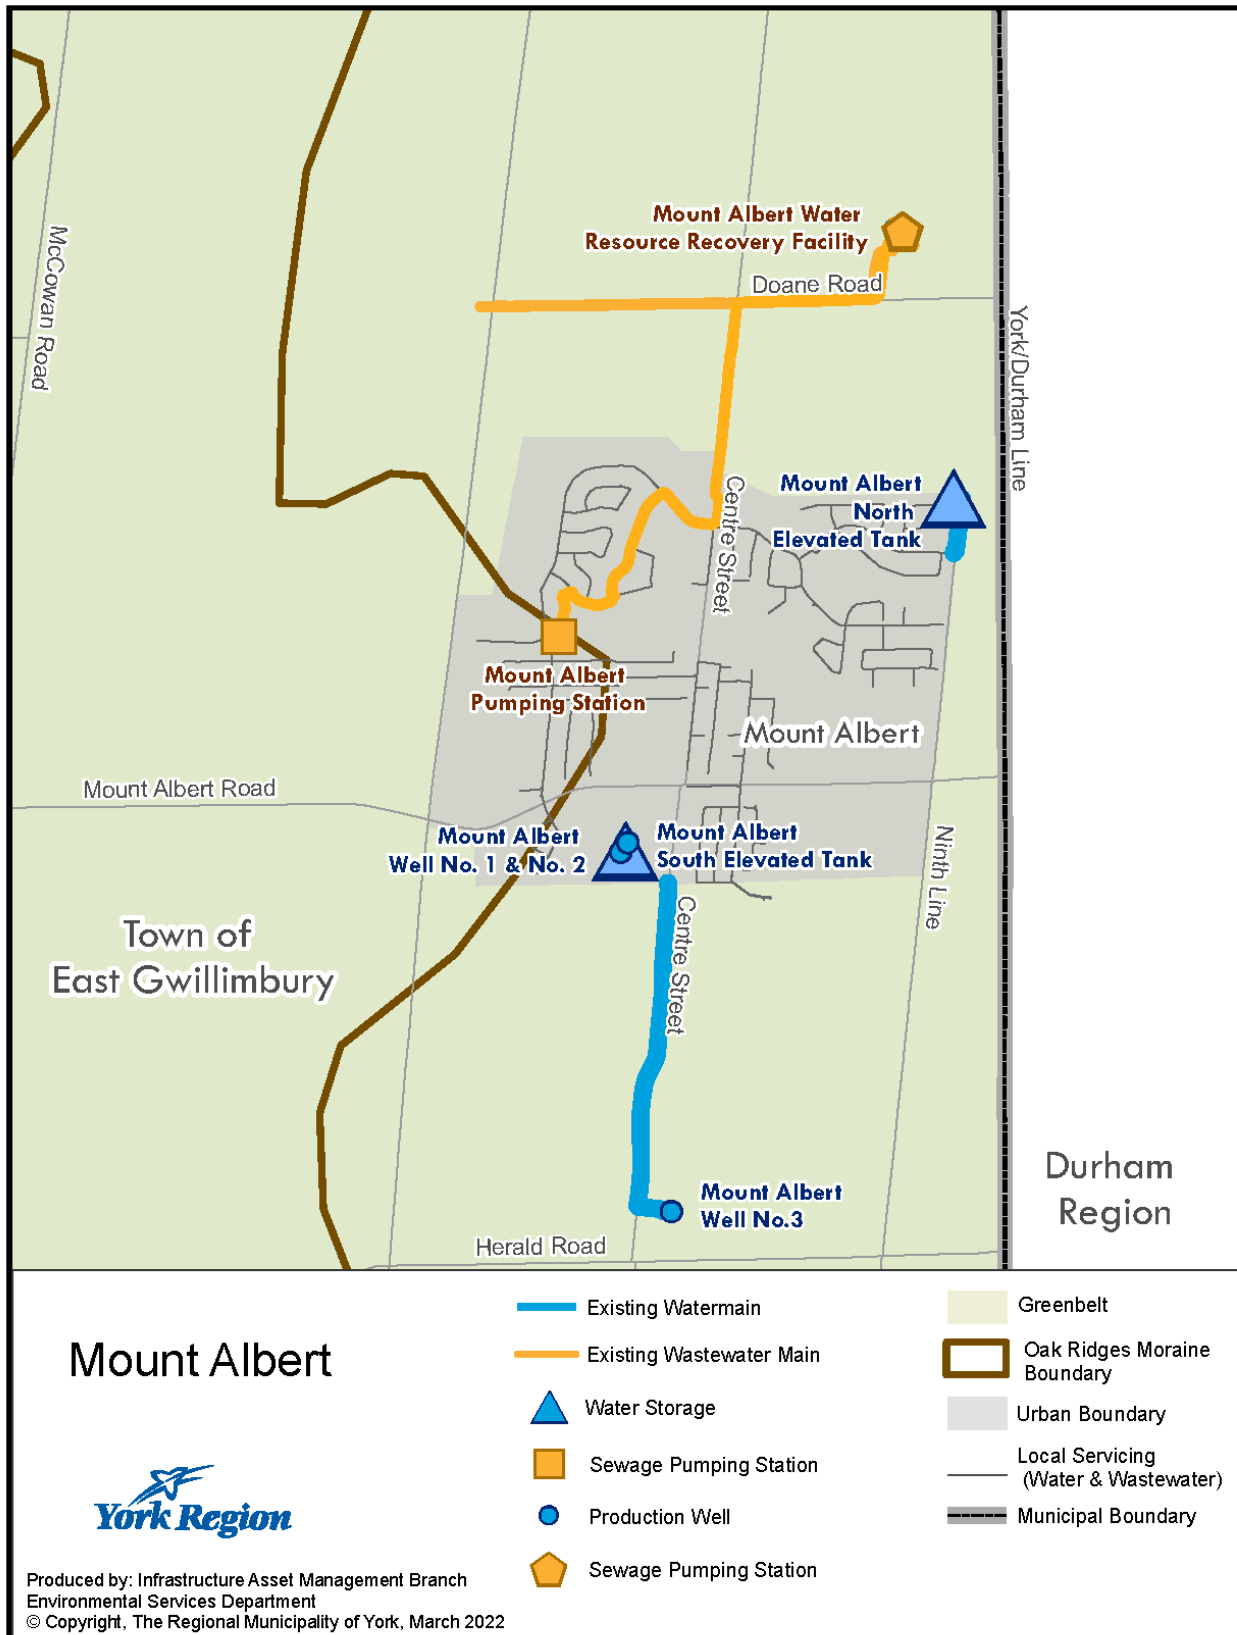 Mount Albert Water
Resource Recovery Facility
Doane Road
McCowan Road
York/Durham Line
Mount Albert
North
Elevated Tank
Centre Street
Mount Albert
Pumping Station
Mount Albert
Mount Albert Road
Mount Albert
Well No. 1 & No. 2
Mount Albert
South Elevated Tank
Ninth Line
Town of
East Gwillimbury
Centre Street
Durham
Region
Mount Albert
Well No.3
Herald Road
Mount Albert
York Region
Produced by: Infrastructure Asset Management Branch
Environmental Services Department
© Copyright, The Regional Municipality of York, March 2022
Existing Watermain
Existing Wastewater Main
Water Storage
Sewage Pumping Station
Production Well
Sewage Pumping Station
Greenbelt
Oak Ridges Moraine
Boundary
Urban Boundary
Local Servicing
(Water & Wastewater)
Municipal Boundary